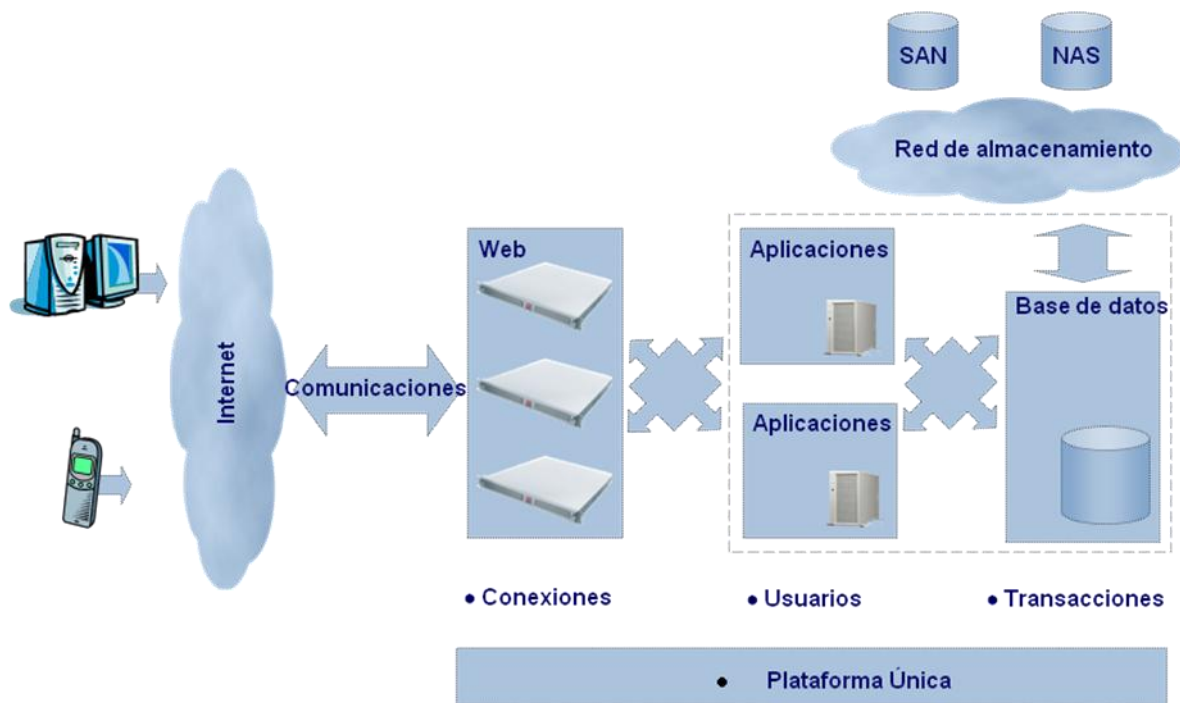 SAN
NAS
Red de almacenamiento
Web
Aplicaciones
Base de datos
Internet
Comunicaciones
Aplicaciones
• Conexiones
• Usuarios
• Transacciones
• Plataforma Única